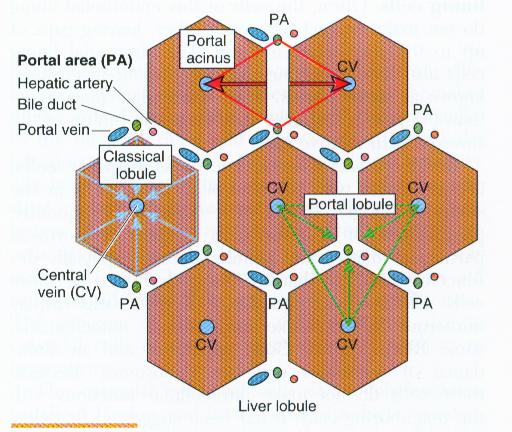 PA
Portal
acinus
Portal area (PA)
Hepatic artery
Bile duct
Portal vein
CV
PA
Classical
lobule
CV
Portal lobule
CV
Central
vein (CV)
PA
PA
PA
CV
CV
Liver lobule